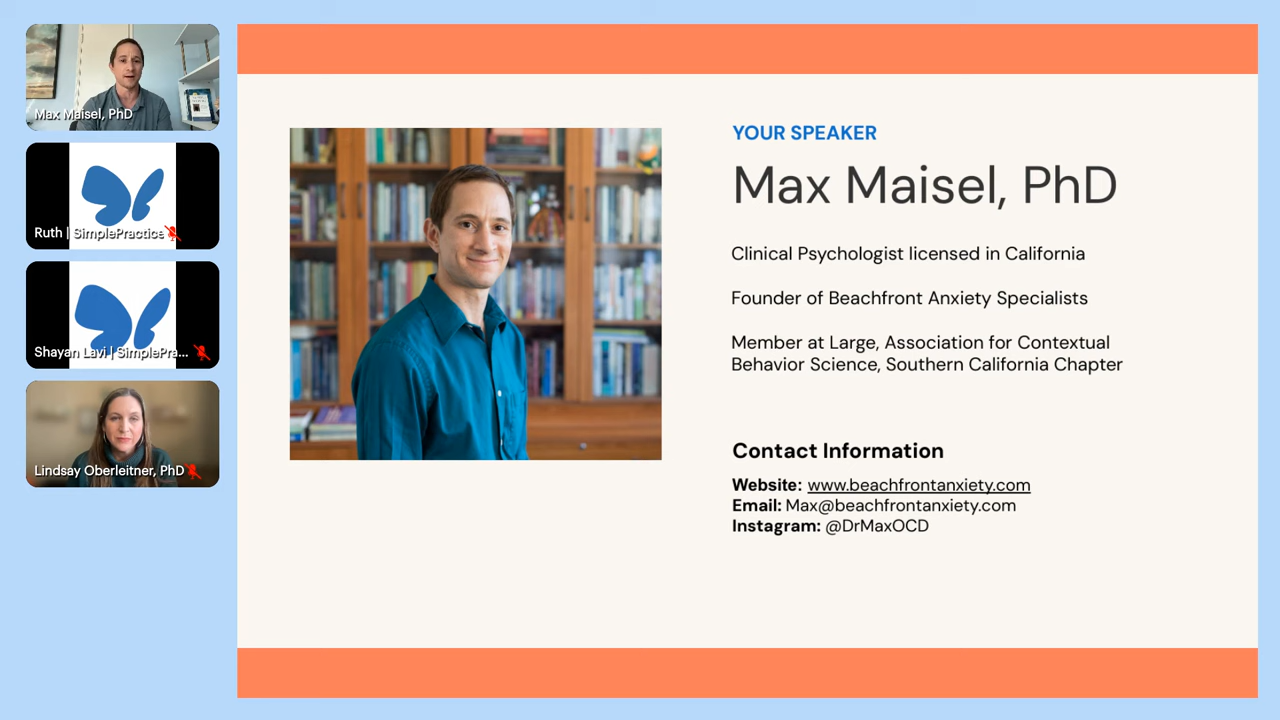 Max Maisel, PhD
Ruth | SimplePractice
Shayan Lavi | SimplePra...
Lindsay Oberleitner, PhD
YOUR SPEAKER
Max Maisel, PhD
Clinical Psychologist licensed in California
Founder of Beachfront Anxiety Specialists
Member at Large, Association for Contextual
Behavior Science, Southern California Chapter
Contact Information
Website: www.beachfrontanxiety.com
Email: Max@beachfrontanxiety.com
Instagram: @DrMaxOCD